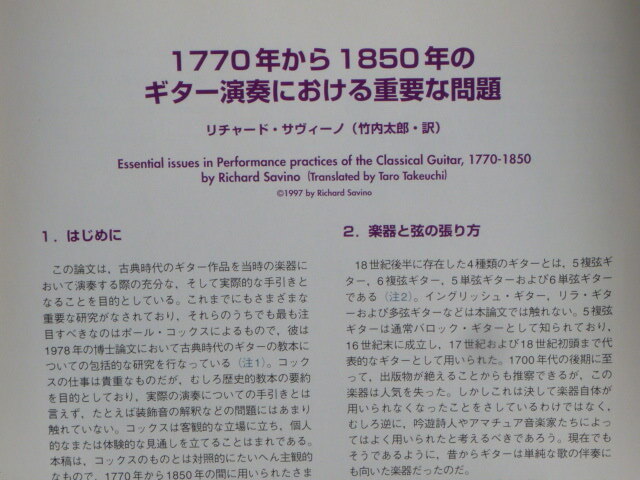 1770年から1850年の
ギター演奏における重要な問題
リチャード・サヴィーノ（竹内太郎・訳）
Essential issues in Performance practices of the Classical Guitar, 1770-1850
by Richard Savino (Translated by Taro Takeuchi)
©1997 by Richard Savino
1．はじめに
この論文は，古典時代のギター作品を当時の楽器に
おいて演奏する際の充分な，そして実際的な手引きと
なることを目的としている。これまでにもさまざまな
重要な研究がなされており，それらのうちでも最も注
目すべきなのはポール・コックスによるもので，彼は
1978年の博士論文において古典時代のギターの教本に
ついての包括的な研究を行なっている（注1）。コック
スの仕事は貴重なものだが，むしろ歴史的教本の要約
を目的としており，実際の演奏についての手引きとは
言えず，たとえば装飾音の解釈などの問題にはあまり
触れていない。コックスは客観的な立場に立ち，個人
的なまたは体験的な見通しを立てることはまれである。
本稿は，コックスのものとは対照的にたいへん主観的
なもので，1770年から1850年の間に用いられたさま
2．楽器と弦の張り方
18世紀後半に存在した4種類のギターとは，5複弦ギ
ター，6複弦ギター，5単弦ギターおよび6単弦ギター
である（注2）。イングリッシュ・ギター，リラ・ギタ
ーおよび多弦ギターなどは本論文では触れない。5複弦
ギターは通常バロック・ギターとして知られており，
16世紀末に成立し，17世紀および18世紀初頭まで代
表的なギターとして用いられた。1700年代の後期に至
って，出版物が絶えることからも推察できるが，この
楽器は人気を失った。しかしこれは決して楽器自体が
用いられなくなったことをさしているわけではなく，
むしろ逆に，吟遊詩人やアマチュア音楽家たちによっ
てはよく用いられたと考えるべきであろう。現在でも
そうであるように，昔からギターは単純な歌の伴奏に
も向いた楽器だったのだ。